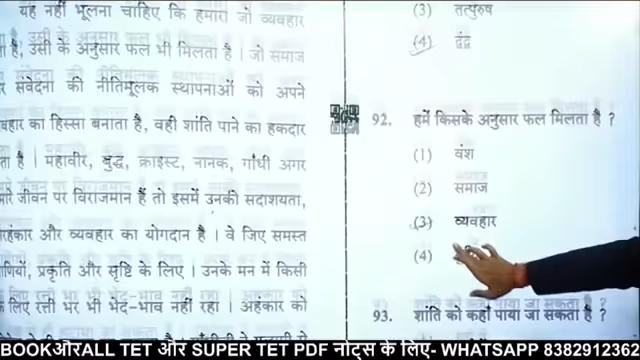 यह नहीं भूलना चाहिए कि हमारा जो व्यवहार
है, उसी के अनुसार फल भी मिलता है । जो समाज
संवेदना की नीतिमूलक स्थापनाओं को अपने
वहार का हिस्सा बनाता है, वही शांति पाने का हकदार
ता है । महावीर, बुद्ध, क्राइस्ट, नानक, गाँधी अगर
मारे जीवन पर विराजमान हैं तो इसमें उनकी सदाशयता,
रहंकार और व्यवहार का योगदान है । वे जिए समस्त
णियों, प्रकृति और सृष्टि के लिए । उनके मन में किसी
लिए रत्ती भर भी भेद-भाव नहीं रहा । अहंकार को
(3) तत्पुरुष
(4) द्वंद्व
92. हमें किसके अनुसार फल मिलता है ?
(1) वंश
(2) समाज
(3) व्यवहार
(4)
93. शांति को कहाँ पाया जा सकता है ?
BOOKऔरALL TET और SUPER TET PDF नोट्स के लिए- WHATSAPP 8382912362